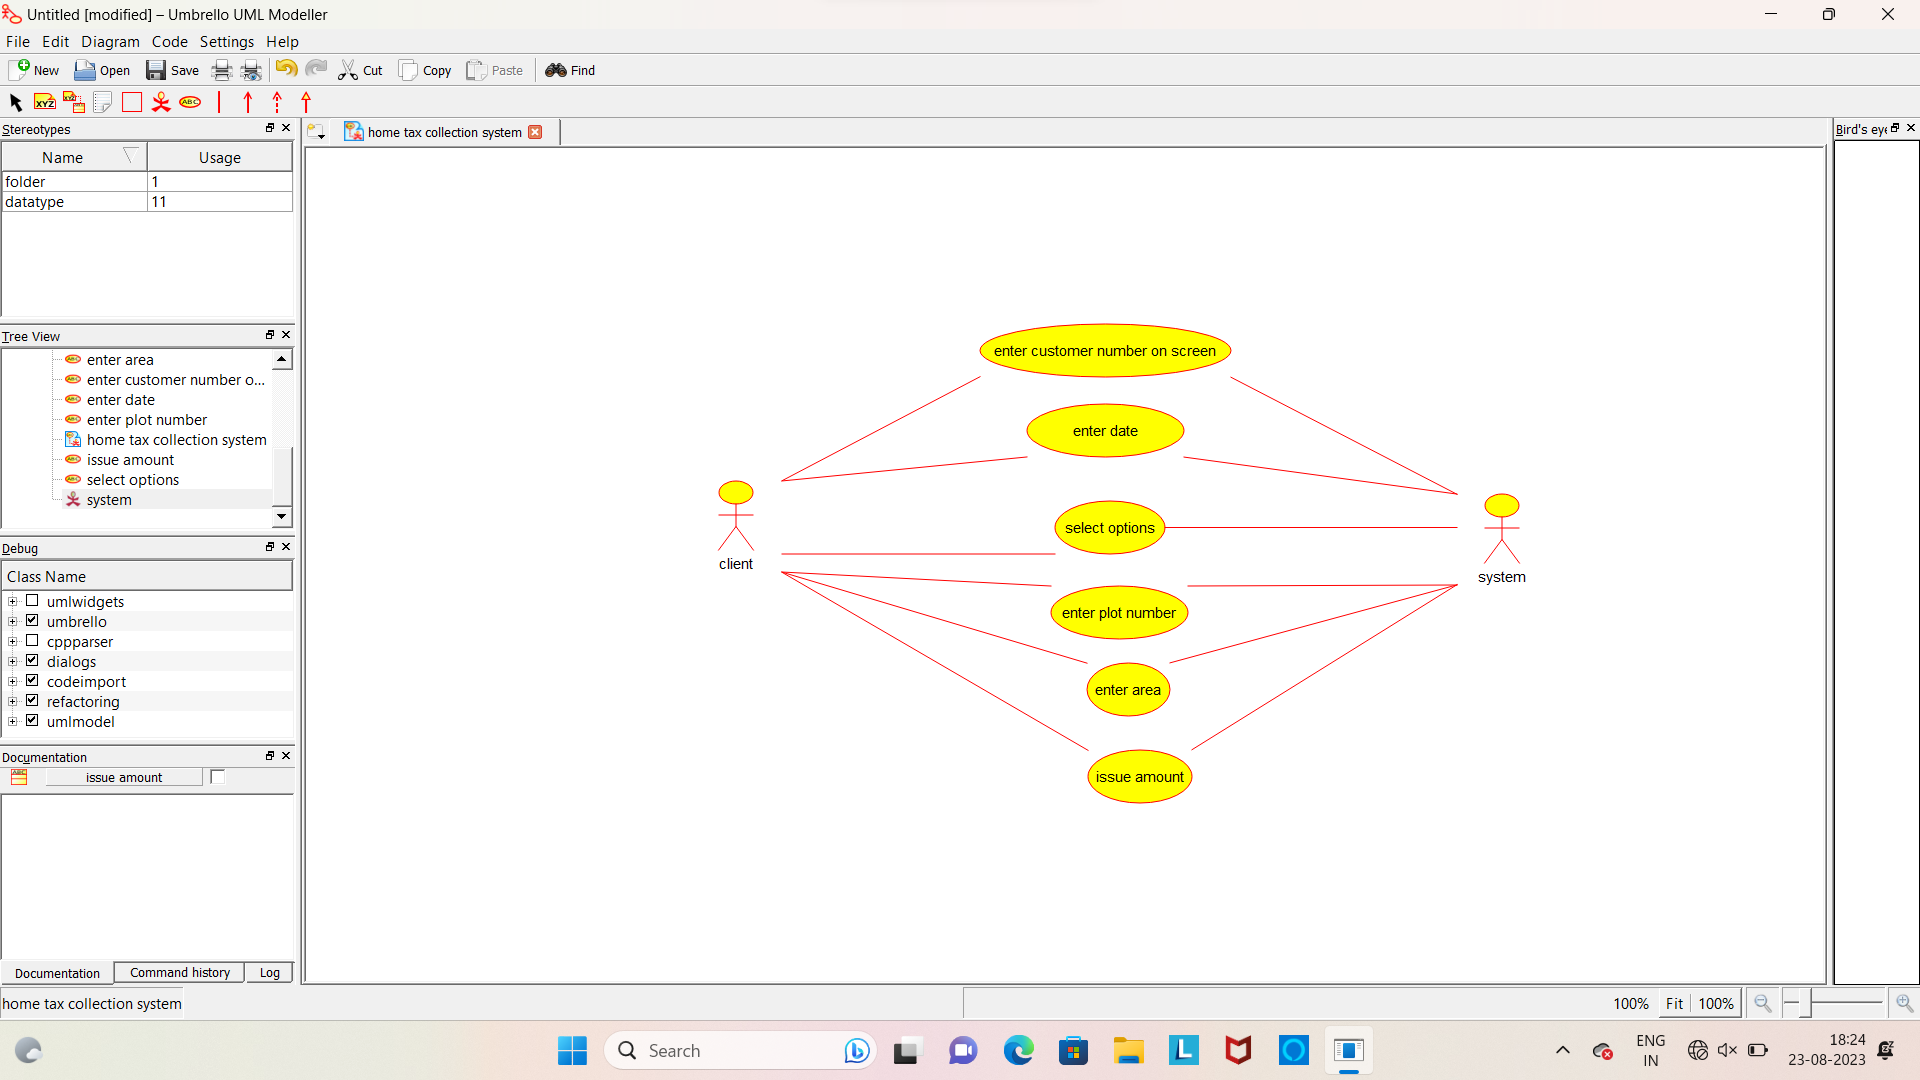 Untitled [modified] – Umbrello UML Modeller
File Edit Diagram Code Settings Help
New Open Save Cut Copy Paste Find
XYZ XYZ ABC
Stereotypes
Name Usage
folder 1
datatype 11
Tree View
enter area
enter customer number o...
enter date
enter plot number
home tax collection system
issue amount
select options
system
Debug
Class Name
umlwidgets
umbrello
cppparser
dialogs
codeimport
refactoring
umlmodel
Documentation
issue amount
Documentation Command history Log
home tax collection system
home tax collection system
enter customer number on screen
enter date
select options
enter plot number
enter area
issue amount
client
system
Bird's eye
100% Fit 100%
Search
ENG
IN
18:24
23-08-2023